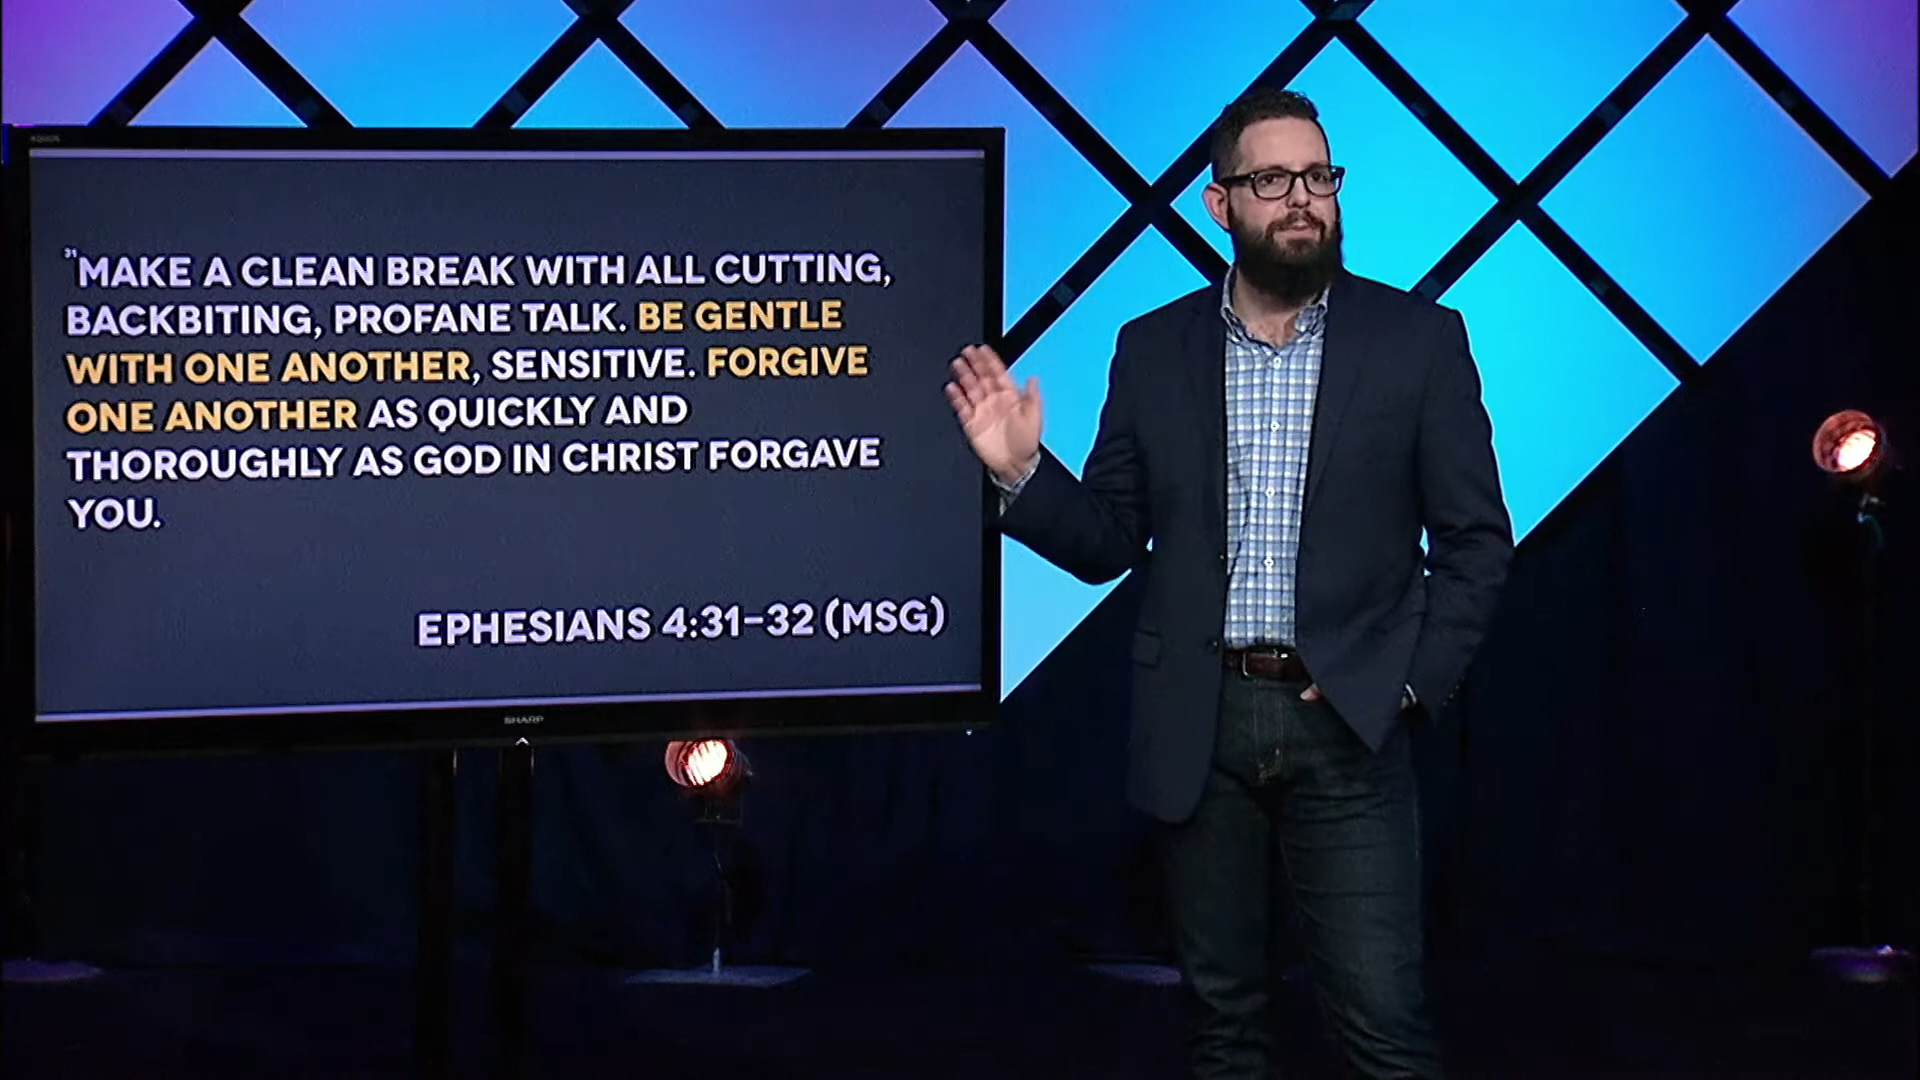 31MAKE A CLEAN BREAK WITH ALL CUTTING,
BACKBITING, PROFANE TALK. BE GENTLE
WITH ONE ANOTHER, SENSITIVE. FORGIVE
ONE ANOTHER AS QUICKLY AND
THOROUGHLY AS GOD IN CHRIST FORGAVE
YOU.
EPHESIANS 4:31–32 (MSG)
SHARP